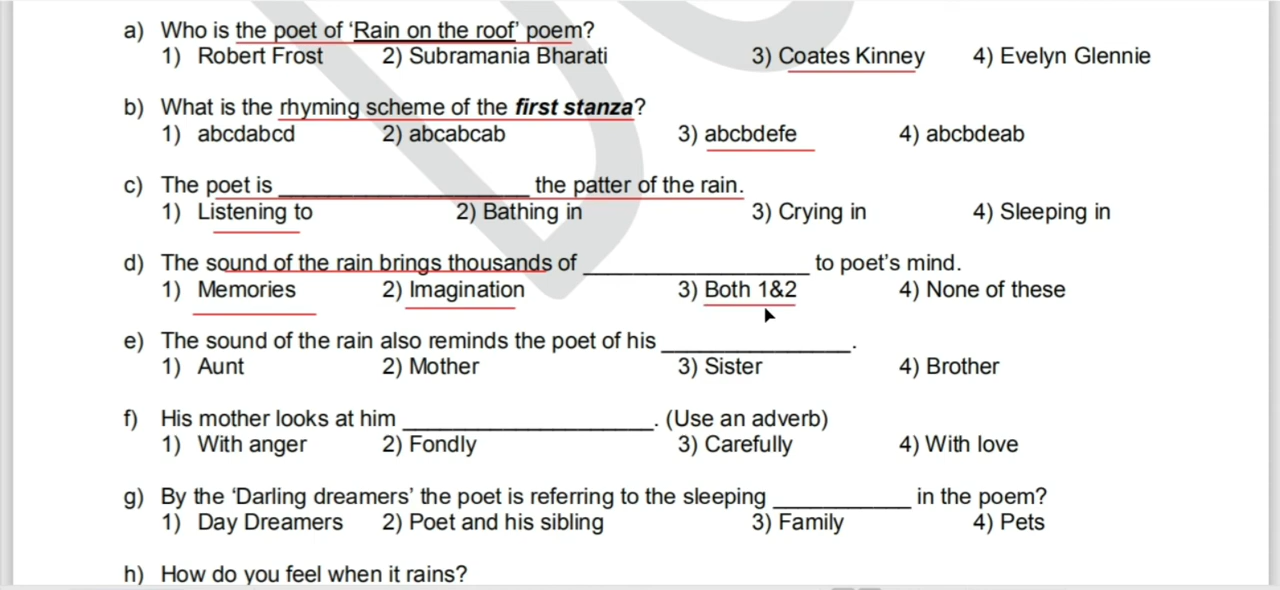 a) Who is the poet of ‘Rain on the roof’ poem?
1) Robert Frost 2) Subramania Bharati 3) Coates Kinney 4) Evelyn Glennie
b) What is the rhyming scheme of the first stanza?
1) abcdabcd 2) abcabcab 3) abcbdefe 4) abcbdeab
c) The poet is ____________________ the patter of the rain.
1) Listening to 2) Bathing in 3) Crying in 4) Sleeping in
d) The sound of the rain brings thousands of __________________ to poet’s mind.
1) Memories 2) Imagination 3) Both 1&2 4) None of these
e) The sound of the rain also reminds the poet of his _______________.
1) Aunt 2) Mother 3) Sister 4) Brother
f) His mother looks at him ____________________. (Use an adverb)
1) With anger 2) Fondly 3) Carefully 4) With love
g) By the ‘Darling dreamers’ the poet is referring to the sleeping ___________ in the poem?
1) Day Dreamers 2) Poet and his sibling 3) Family 4) Pets
h) How do you feel when it rains?